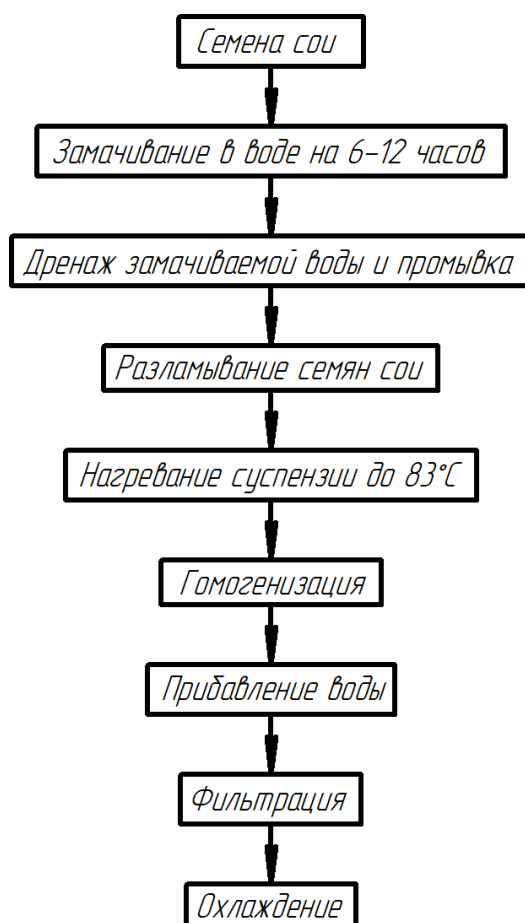 Семена сои
Замачивание в воде на 6-12 часов
Дренаж замачиваемой воды и промывка
Разламывание семян сои
Нагревание суспензии до 83°С
Гомогенизация
Прибавление воды
Фильтрация
Охлаждение